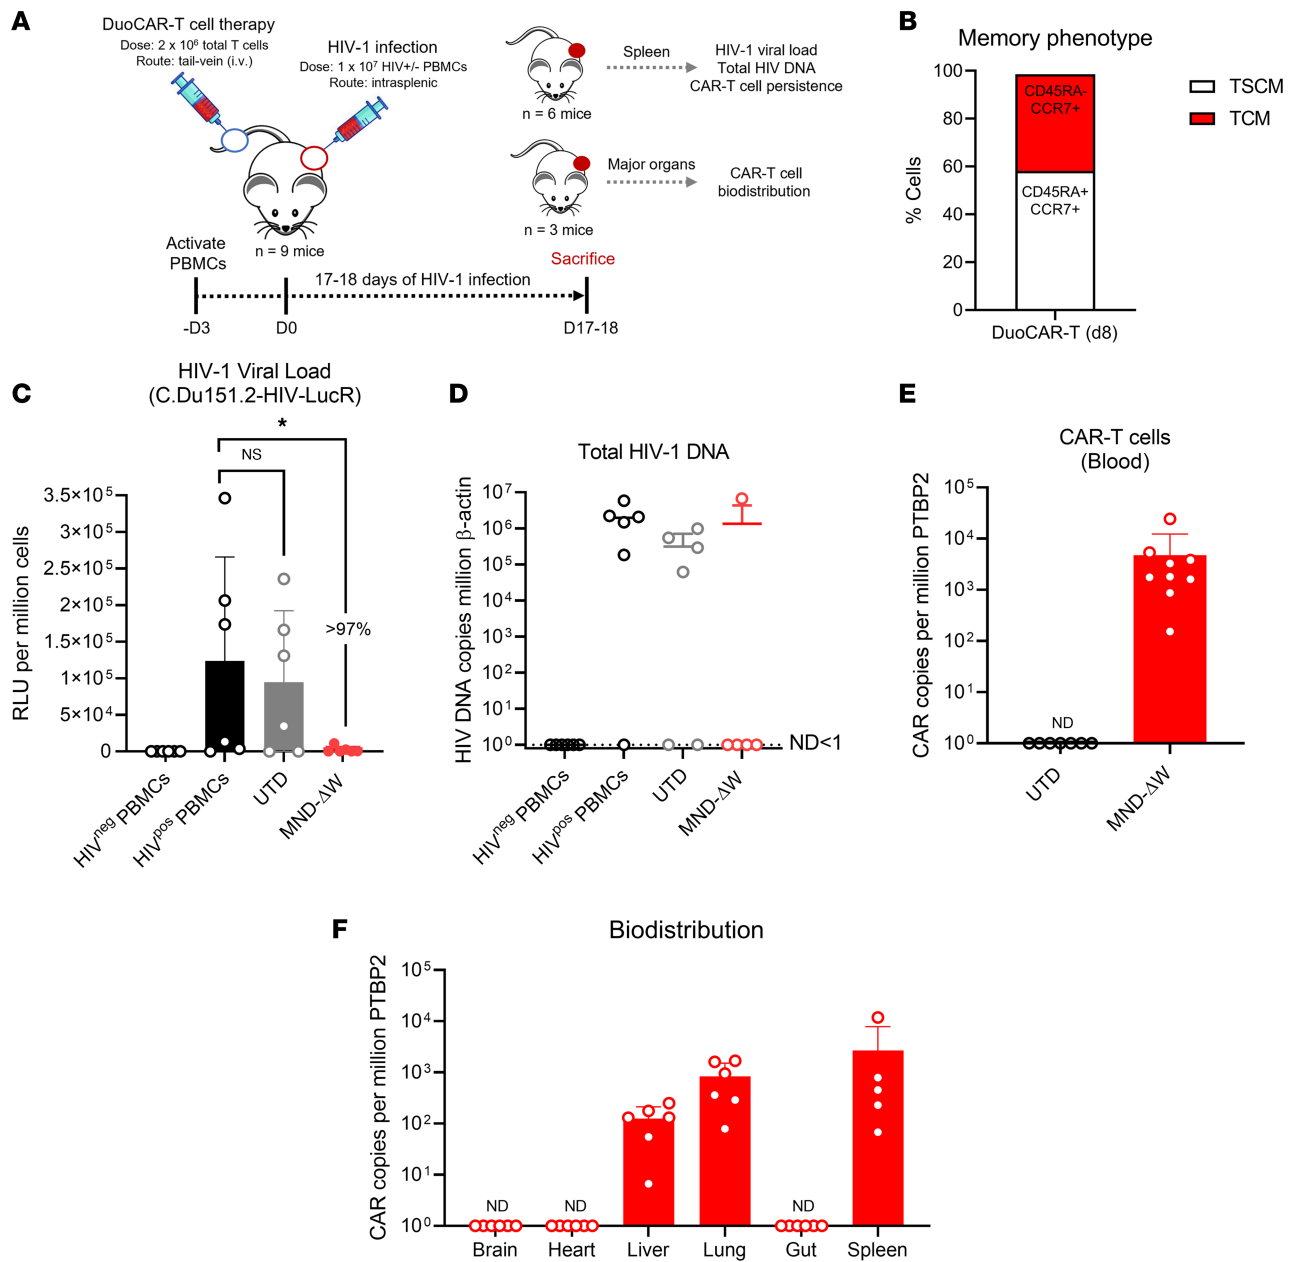 A
DuoCAR-T cell therapy
Dose: 2 x 10⁶ total T cells
Route: tail-vein (i.v.)
HIV-1 infection
Dose: 1 x 10⁷ HIV+/- PBMCs
Route: intrasplenic
n = 9 mice
Spleen
HIV-1 viral load
Total HIV DNA
CAR-T cell persistence
n = 6 mice
Major organs
CAR-T cell
biodistribution
n = 3 mice
Activate
PBMCs
Sacrifice
17-18 days of HIV-1 infection
-D3
D0
D17-18
B
Memory phenotype
% Cells
100
80
60
40
20
0
CD45RA-
CCR7+
CD45RA+
CCR7+
DuoCAR-T (d8)
TSCM
TCM
C
HIV-1 Viral Load
(C.Du151.2-HIV-LucR)
*
NS
>97%
RLU per million cells
3.5×10⁵
3×10⁵
2.5×10⁵
2×10⁵
1.5×10⁵
1×10⁵
5×10⁴
0
HIVⁿᵉᵍ PBMCs
HIVᵖᵒˢ PBMCs
UTD
MND-ΔW
D
Total HIV-1 DNA
HIV DNA copies million β-actin
10⁷
10⁶
10⁵
10⁴
10³
10²
10¹
10⁰
ND<1
HIVⁿᵉᵍ PBMCs
HIVᵖᵒˢ PBMCs
UTD
MND-ΔW
E
CAR-T cells
(Blood)
CAR copies per million PTBP2
10⁵
10⁴
10³
10²
10¹
10⁰
ND
UTD
MND-ΔW
F
Biodistribution
CAR copies per million PTBP2
10⁵
10⁴
10³
10²
10¹
10⁰
ND
ND
ND
Brain
Heart
Liver
Lung
Gut
Spleen